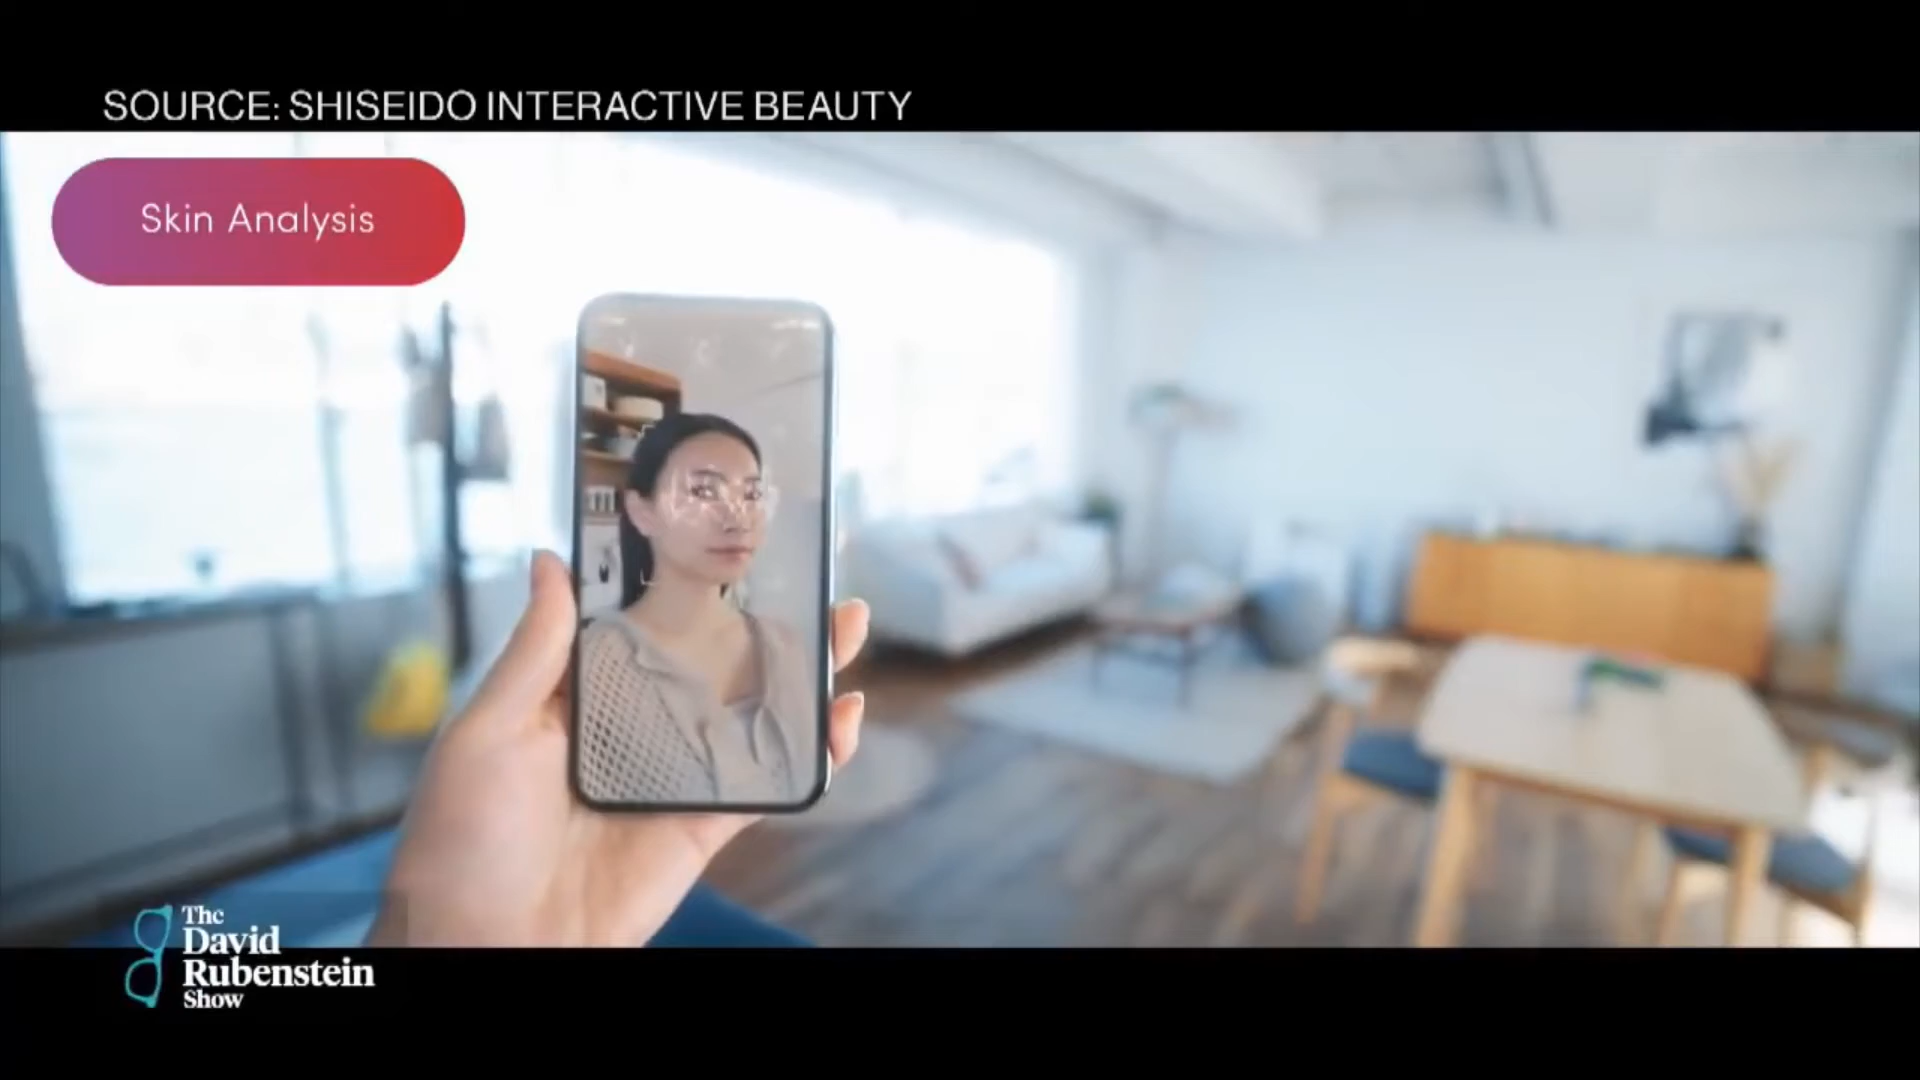 SOURCE: SHISEIDO INTERACTIVE BEAUTY
Skin Analysis
The
David
Rubenstein
Show